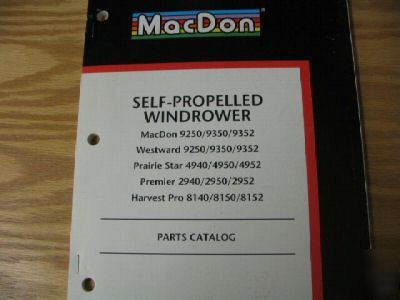 MacDon
SELF-PROPELLED
WINDROWER
MacDon 9250/9350/9352
Westward 9250/9350/9352
Prairie Star 4940/4950/4952
Premier 2940/2950/2952
Harvest Pro 8140/8150/8152
PARTS CATALOG